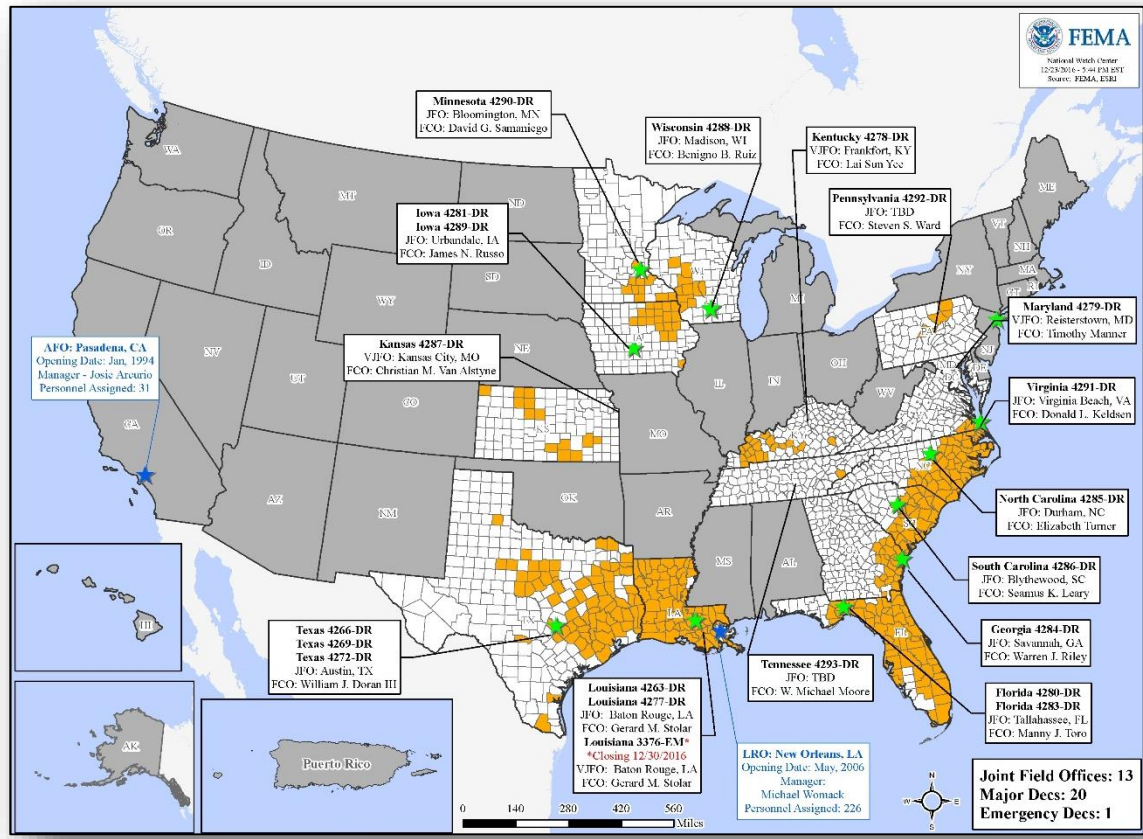 FEMA
National Watch Center
12/23/2016 - 5:44 PM EST
Source: FEMA, ESRI
Minnesota 4290-DR
JFO: Bloomington, MN
FCO: David G. Samaniego
Wisconsin 4288-DR
JFO: Madison, WI
FCO: Benigno B. Ruiz
Kentucky 4278-DR
VJFO: Frankfort, KY
FCO: Lai Sun Yee
Pennsylvania 4292-DR
JFO: TBD
FCO: Steven S. Ward
Iowa 4281-DR
Iowa 4289-DR
JFO: Urbandale, IA
FCO: James N. Russo
Maryland 4279-DR
VJFO: Reisterstown, MD
FCO: Timothy Manner
Kansas 4287-DR
VJFO: Kansas City, MO
FCO: Christian M. Van Alstyne
AFO: Pasadena, CA
Opening Date: Jan, 1994
Manager - Josie Arcurio
Personnel Assigned: 31
Virginia 4291-DR
JFO: Virginia Beach, VA
FCO: Donald L. Keldsen
North Carolina 4285-DR
JFO: Durham, NC
FCO: Elizabeth Turner
South Carolina 4286-DR
JFO: Blythewood, SC
FCO: Seamus K. Leary
Georgia 4284-DR
JFO: Savannah, GA
FCO: Warren J. Riley
Florida 4280-DR
Florida 4283-DR
JFO: Tallahassee, FL
FCO: Manny J. Toro
Tennessee 4293-DR
JFO: TBD
FCO: W. Michael Moore
Texas 4266-DR
Texas 4269-DR
Texas 4272-DR
JFO: Austin, TX
FCO: William J. Doran III
Louisiana 4263-DR
Louisiana 4277-DR
JFO: Baton Rouge, LA
FCO: Gerard M. Stolar
Louisiana 3376-EM*
*Closing 12/30/2016
VJFO: Baton Rouge, LA
FCO: Gerard M. Stolar
LRO: New Orleans, LA
Opening Date: May, 2006
Manager:
Michael Womack
Personnel Assigned: 226
Joint Field Offices: 13
Major Decs: 20
Emergency Decs: 1
WA
MT
ND
MN
ME
VT
NH
OR
ID
SD
WI
NY
MA
RI
CT
WY
MI
PA
NJ
NV
NE
IA
OH
MD
DE
UT
IL
IN
WV
CA
CO
KS
MO
KY
NC
AZ
NM
OK
AR
TN
SC
MS
AL
GA
TX
LA
FL
HI
AK
Puerto Rico
N
W
E
S
0 140 280 420 560
Miles